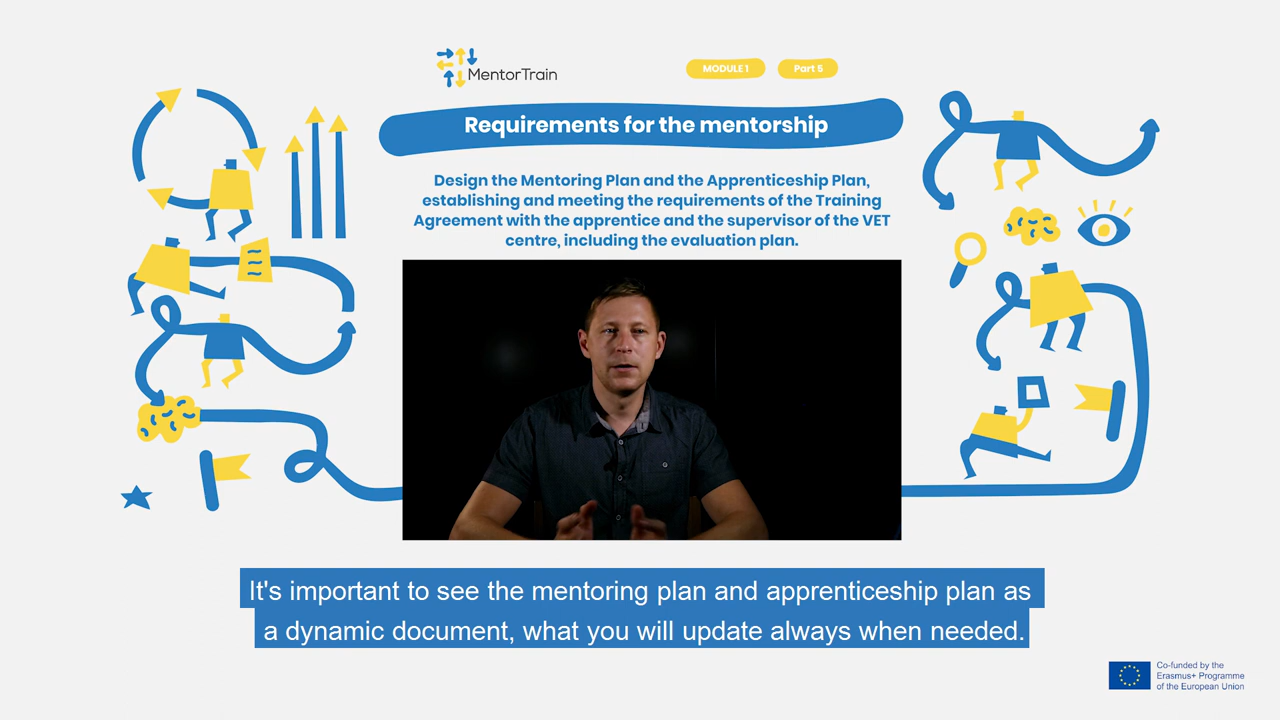 MentorTrain
MODULE 1
Part 5
Requirements for the mentorship
Design the Mentoring Plan and the Apprenticeship Plan,
establishing and meeting the requirements of the Training
Agreement with the apprentice and the supervisor of the VET
centre, including the evaluation plan.
It's important to see the mentoring plan and apprenticeship plan as
a dynamic document, what you will update always when needed.
Co-funded by the
Erasmus+ Programme
of the European Union